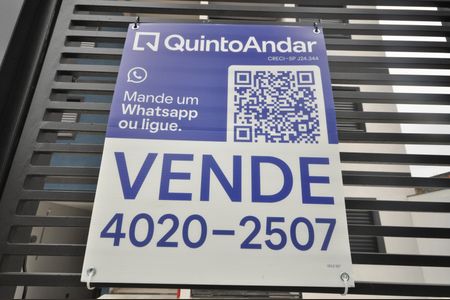 QuintoAndar
CRECI - SP J24.344
Mande um
Whatsapp
ou ligue.
VENDE
4020-2507